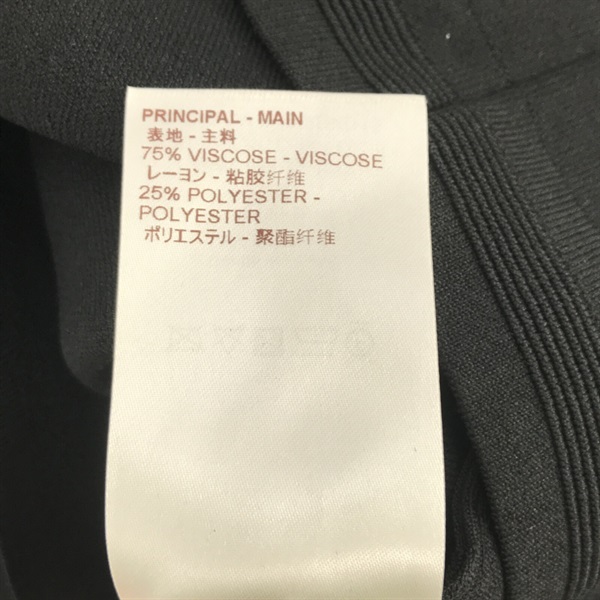 PRINCIPAL - MAIN
表地 - 主料
75% VISCOSE - VISCOSE
レーヨン - 粘胶纤维
25% POLYESTER -
POLYESTER
ポリエステル - 聚酯纤维